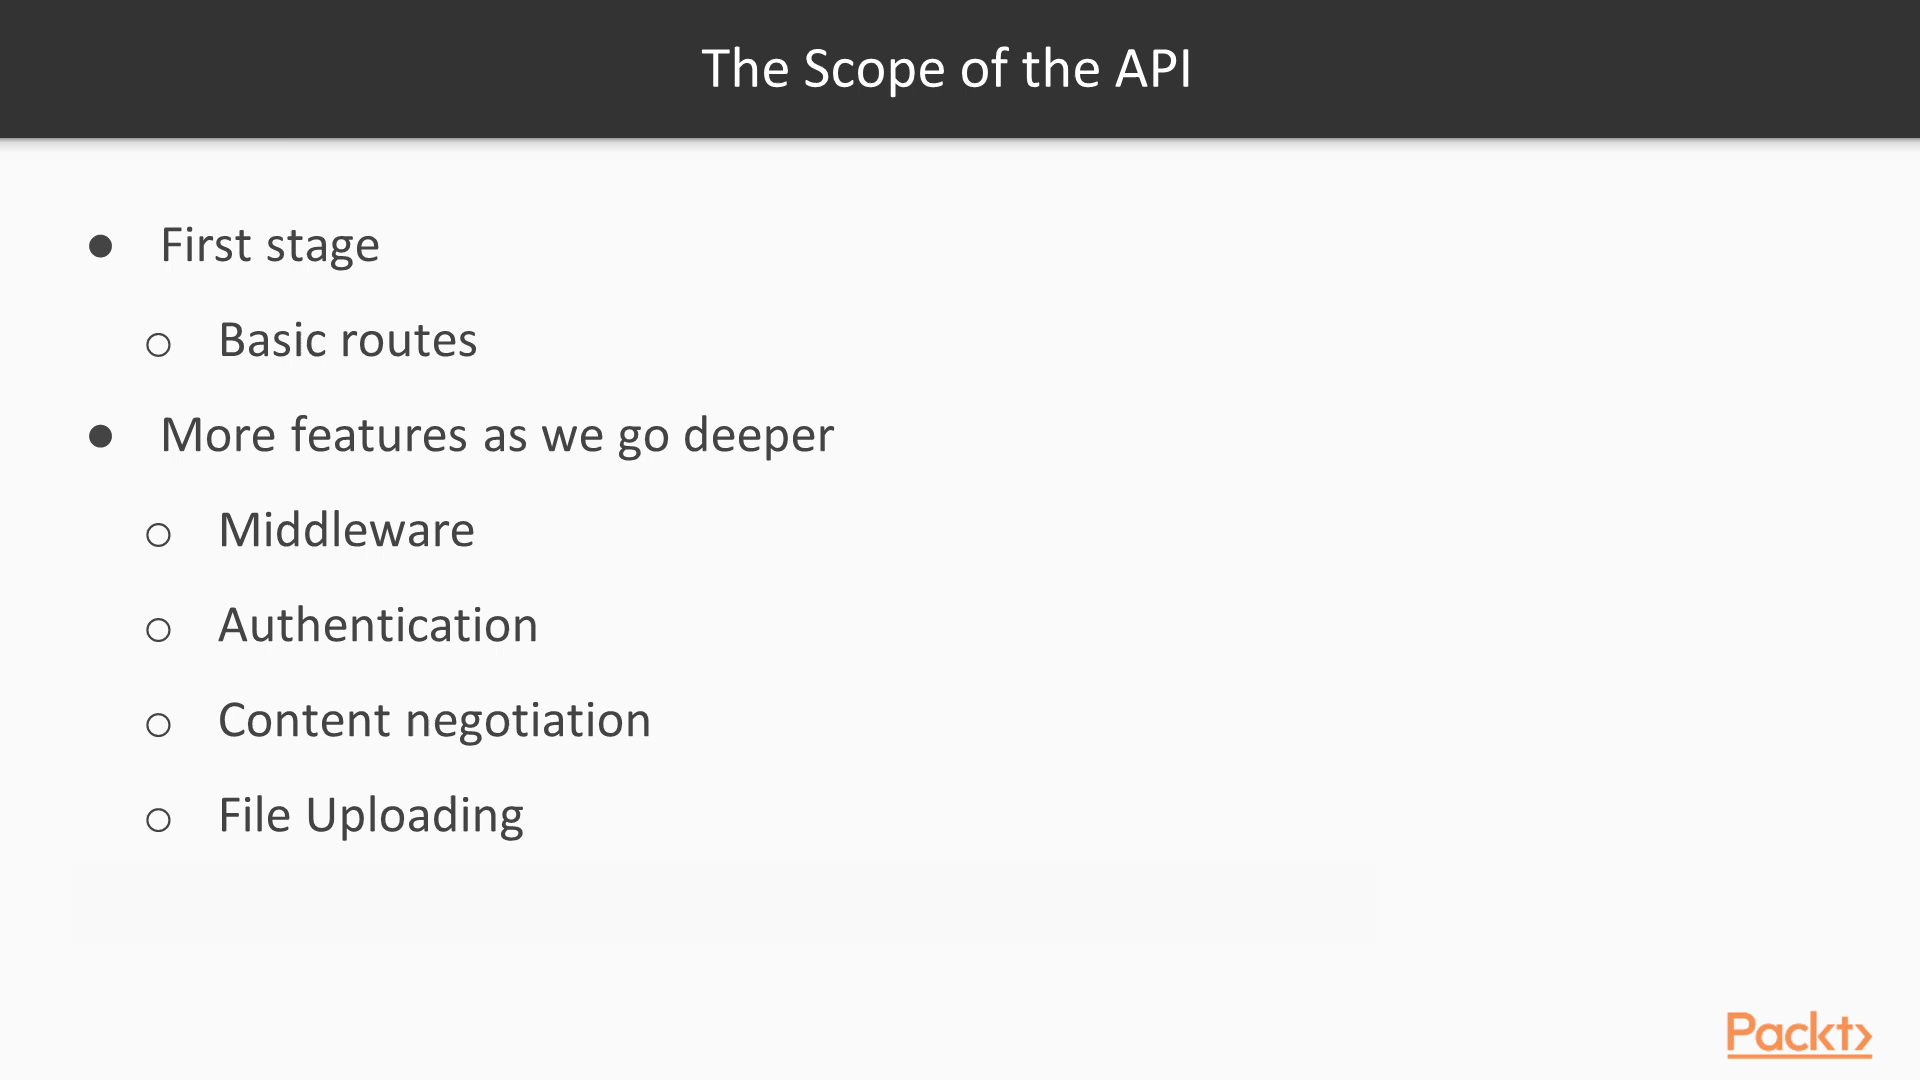 The Scope of the API
● First stage
○ Basic routes
● More features as we go deeper
○ Middleware
○ Authentication
○ Content negotiation
○ File Uploading
Packt>